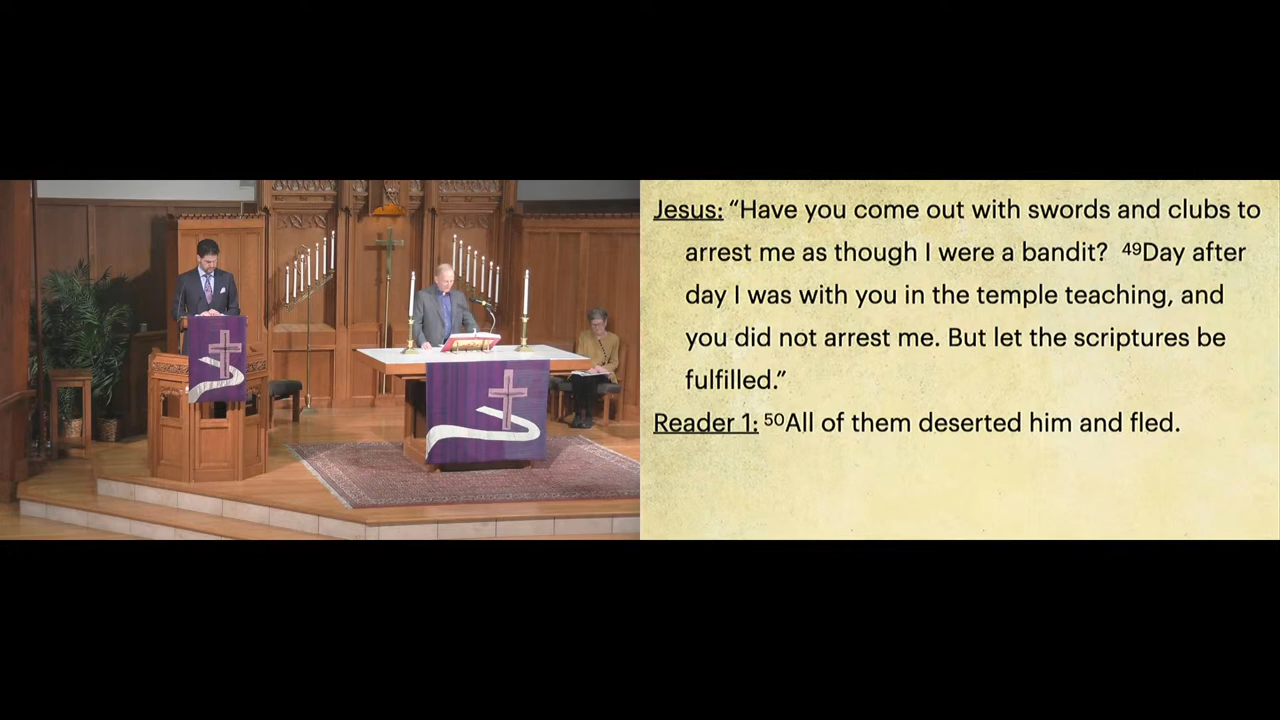 Jesus: “Have you come out with swords and clubs to
arrest me as though I were a bandit? 49Day after
day I was with you in the temple teaching, and
you did not arrest me. But let the scriptures be
fulfilled.”
Reader 1: 50All of them deserted him and fled.